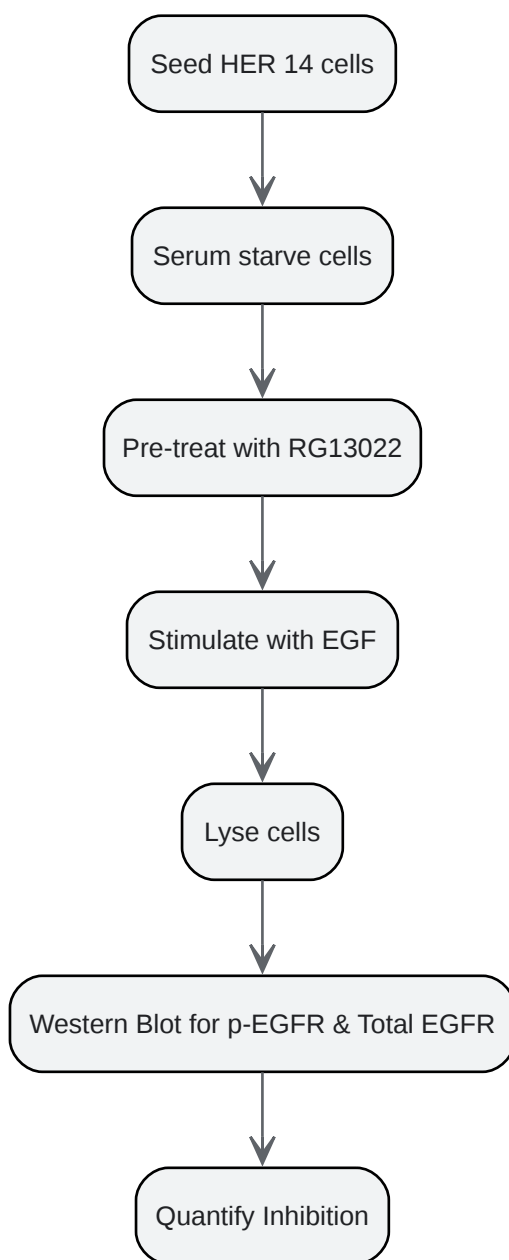 Seed HER 14 cells
Serum starve cells
Pre-treat with RG13022
Stimulate with EGF
Lyse cells
Western Blot for p-EGFR & Total EGFR
Quantify Inhibition